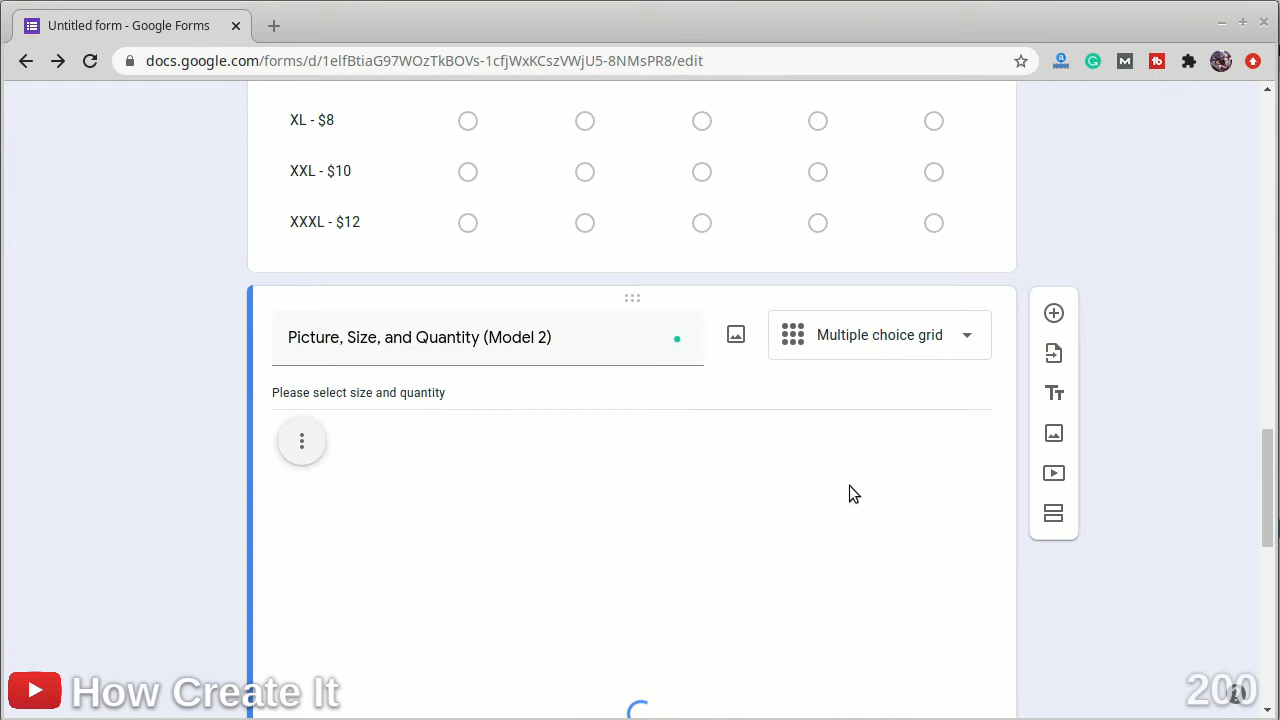 Untitled form - Google Forms
docs.google.com/forms/d/1elfBtiaG97WOzTkBOVs-1cfjWxKCszVWjU5-8NMsPR8/edit
XL - $8
XXL - $10
XXXL - $12
Picture, Size, and Quantity (Model 2)
Multiple choice grid
Please select size and quantity
How Create It
200